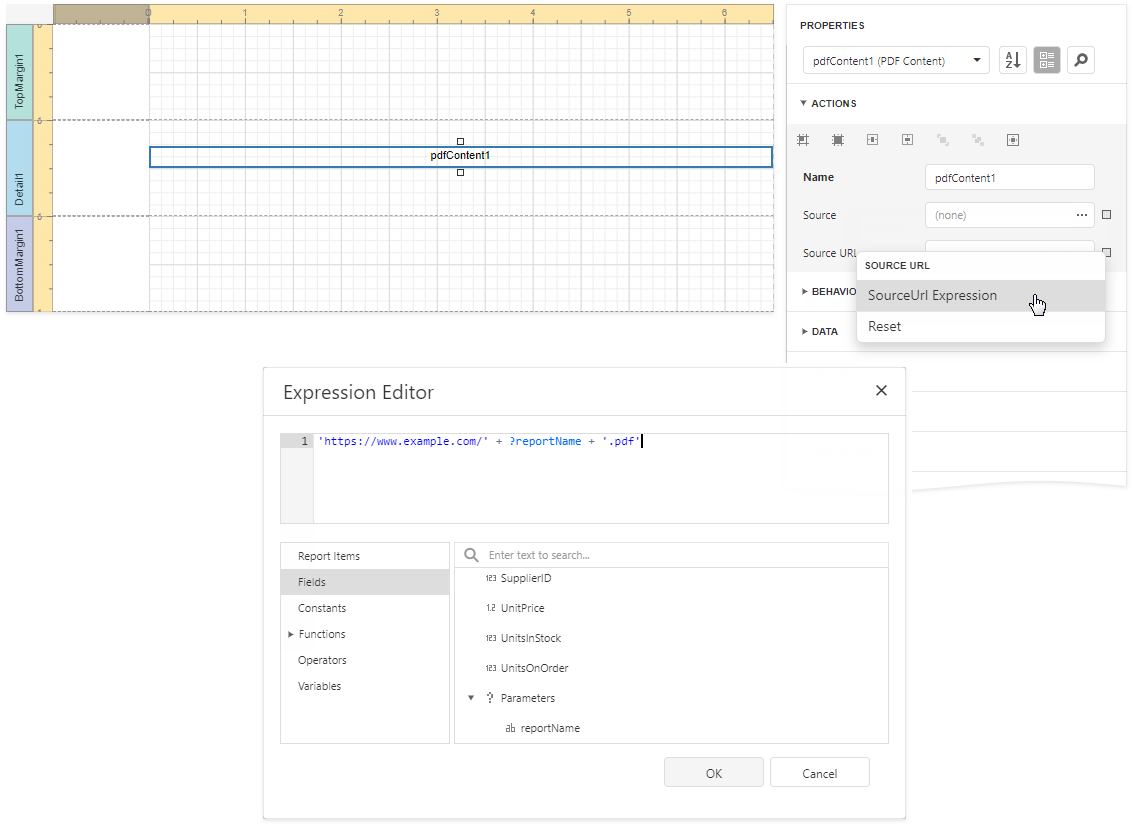 0 1 2 3 4 5 6
TopMargin1
Detail1
BottomMargin1
pdfContent1
PROPERTIES
pdfContent1 (PDF Content)
ACTIONS
Name pdfContent1
Source (none) ...
Source URL
SOURCE URL
SourceUrl Expression
Reset
BEHAVIO
DATA
Expression Editor
1 'https://www.example.com/' + ?reportName + '.pdf'
Report Items
Fields
Constants
Functions
Operators
Variables
Enter text to search...
123 SupplierID
1.2 UnitPrice
123 UnitsInStock
123 UnitsOnOrder
? Parameters
ab reportName
OK Cancel